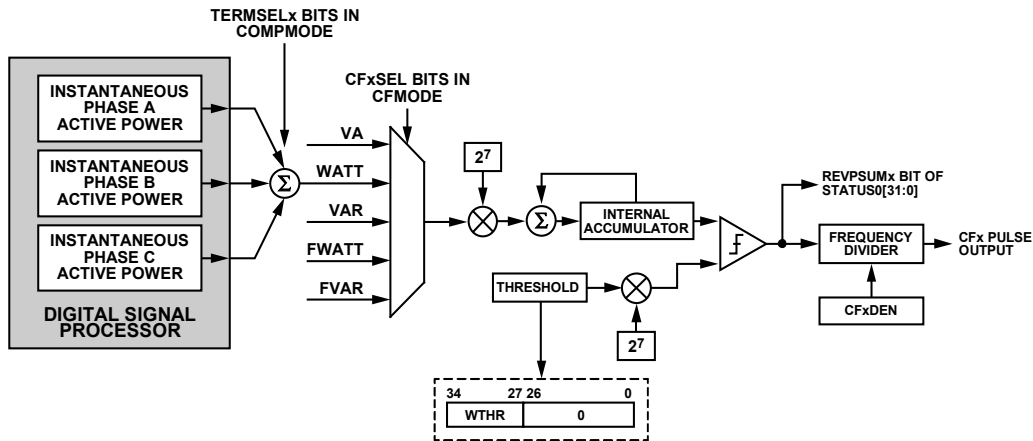 TERMSELx BITS IN
COMPMODE
CFxSEL BITS IN
CFMODE
INSTANTANEOUS
PHASE A
ACTIVE POWER
INSTANTANEOUS
PHASE B
ACTIVE POWER
INSTANTANEOUS
PHASE C
ACTIVE POWER
DIGITAL SIGNAL
PROCESSOR
Σ
VA
WATT
VAR
FWATT
FVAR
2⁷
Σ
INTERNAL
ACCUMULATOR
THRESHOLD
2⁷
REVPSUMx BIT OF
STATUS0[31:0]
FREQUENCY
DIVIDER
CFx PULSE
OUTPUT
CFxDEN
34 27 26 0
WTHR 0